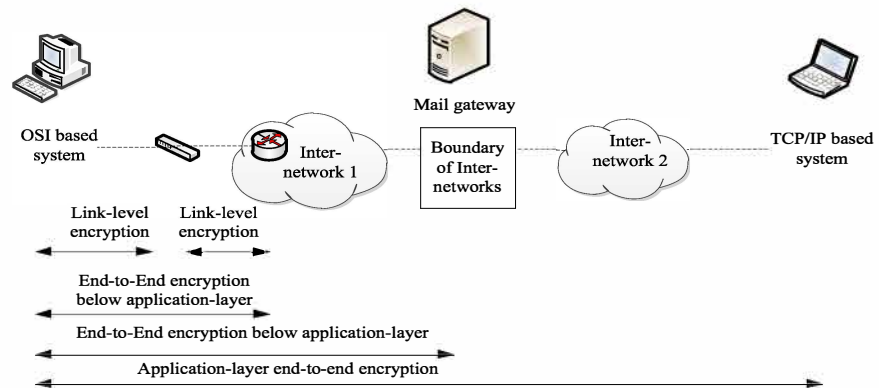 Mail gateway
OSI based
system
Inter-
network 1
Boundary
of Inter-
networks
Inter-
network 2
TCP/IP based
system
Link-level
encryption
Link-level
encryption
End-to-End encryption
below application-layer
End-to-End encryption below application-layer
Application-layer end-to-end encryption